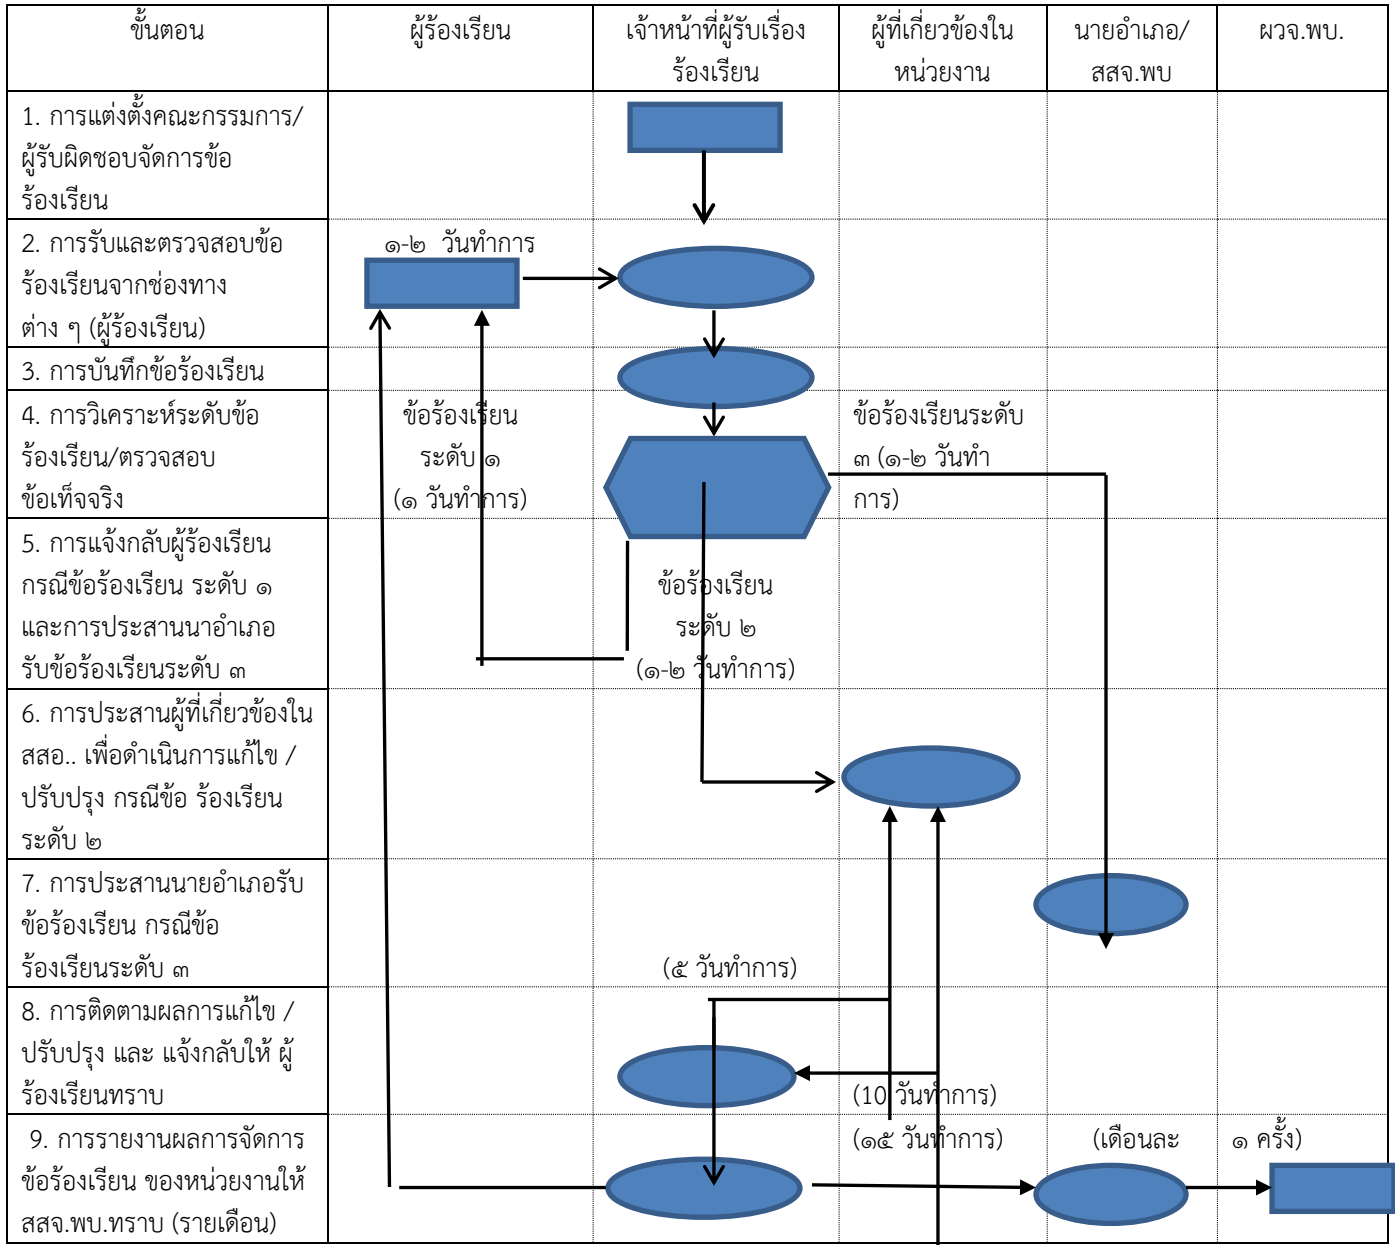 ขั้นตอน
ผู้ร้องเรียน
เจ้าหน้าที่ผู้รับเรื่อง
ร้องเรียน
ผู้ที่เกี่ยวข้องใน
หน่วยงาน
นายอำเภอ/
สสจ.พบ
ผวจ.พบ.
1. การแต่งตั้งคณะกรรมการ/
ผู้รับผิดชอบจัดการข้อ
ร้องเรียน
2. การรับและตรวจสอบข้อ
ร้องเรียนจากช่องทาง
ต่าง ๆ (ผู้ร้องเรียน)
๑-๒ วันทำการ
3. การบันทึกข้อร้องเรียน
4. การวิเคราะห์ระดับข้อ
ร้องเรียน/ตรวจสอบ
ข้อเท็จจริง
ข้อร้องเรียน
ระดับ ๑
(๑ วันทำการ)
ข้อร้องเรียนระดับ
๓ (๑-๒ วันทำ
การ)
5. การแจ้งกลับผู้ร้องเรียน
กรณีข้อร้องเรียน ระดับ ๑
และการประสานนาอำเภอ
รับข้อร้องเรียนระดับ ๓
ข้อร้องเรียน
ระดับ ๒
(๑-๒ วันทำการ)
6. การประสานผู้ที่เกี่ยวข้องใน
สสอ.. เพื่อดำเนินการแก้ไข /
ปรับปรุง กรณีข้อ ร้องเรียน
ระดับ ๒
7. การประสานนายอำเภอรับ
ข้อร้องเรียน กรณีข้อ
ร้องเรียนระดับ ๓
(๕ วันทำการ)
8. การติดตามผลการแก้ไข /
ปรับปรุง และ แจ้งกลับให้ ผู้
ร้องเรียนทราบ
(10 วันทำการ)
9. การรายงานผลการจัดการ
ข้อร้องเรียน ของหน่วยงานให้
สสจ.พบ.ทราบ (รายเดือน)
(๑๕ วันทำการ)
(เดือนละ ๑ ครั้ง)